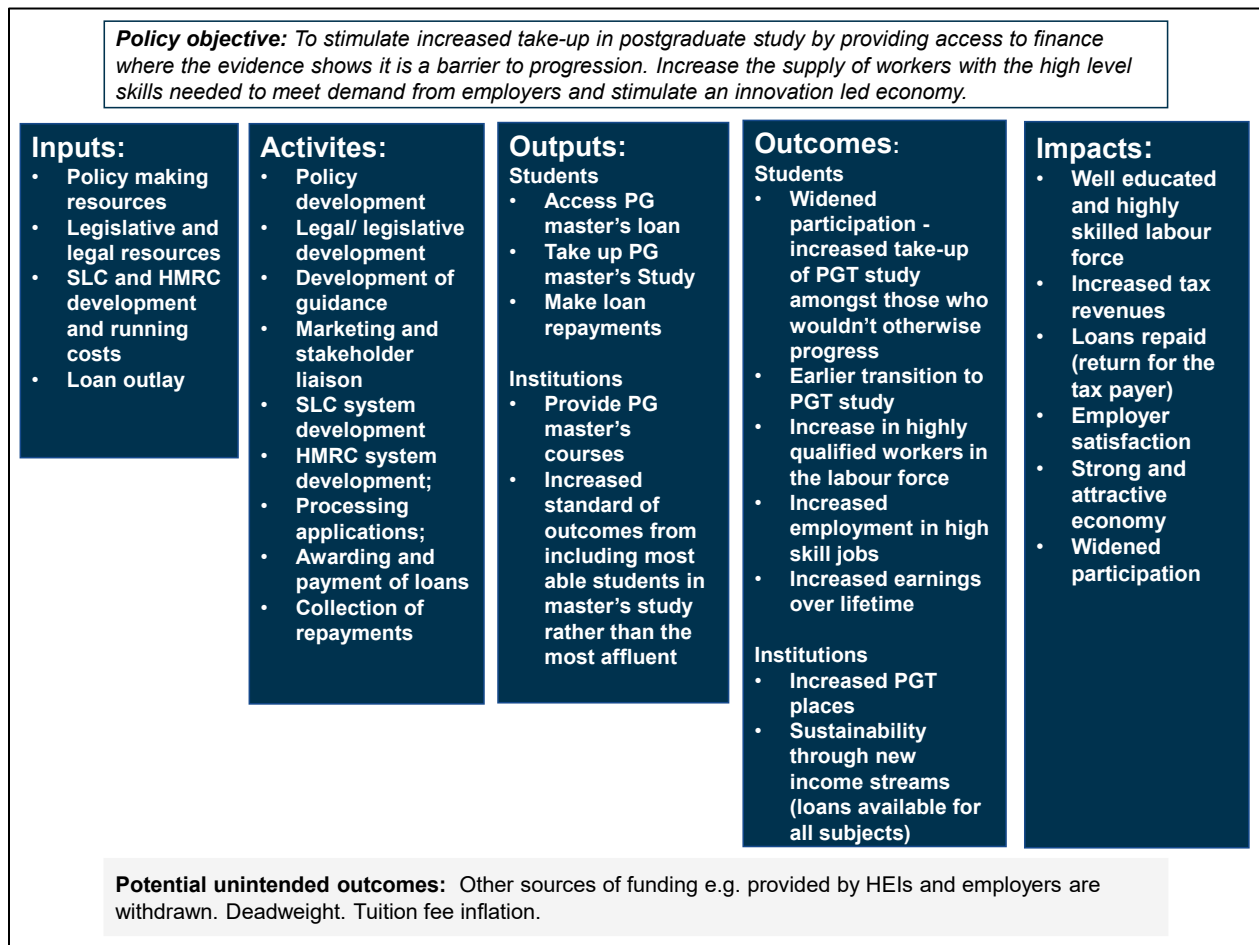 Policy objective: To stimulate increased take-up in postgraduate study by providing access to finance
where the evidence shows it is a barrier to progression. Increase the supply of workers with the high level
skills needed to meet demand from employers and stimulate an innovation led economy.
Inputs:
• Policy making
resources
• Legislative and
legal resources
• SLC and HMRC
development
and running
costs
• Loan outlay
Activites:
• Policy
development
• Legal/ legislative
development
• Development of
guidance
• Marketing and
stakeholder
liaison
• SLC system
development
• HMRC system
development;
• Processing
applications;
• Awarding and
payment of loans
• Collection of
repayments
Outputs:
Students
• Access PG
master's loan
• Take up PG
master's Study
• Make loan
repayments
Institutions
• Provide PG
master's
courses
• Increased
standard of
outcomes from
including most
able students in
master's study
rather than the
most affluent
Outcomes:
Students
• Widened
participation -
increased take-up
of PGT study
amongst those who
wouldn't otherwise
progress
• Earlier transition to
PGT study
• Increase in highly
qualified workers in
the labour force
• Increased
employment in high
skill jobs
• Increased earnings
over lifetime
Institutions
• Increased PGT
places
• Sustainability
through new
income streams
(loans available for
all subjects)
Impacts:
• Well educated
and highly
skilled labour
force
• Increased tax
revenues
• Loans repaid
(return for the
tax payer)
• Employer
satisfaction
• Strong and
attractive
economy
• Widened
participation
Potential unintended outcomes: Other sources of funding e.g. provided by HEIs and employers are
withdrawn. Deadweight. Tuition fee inflation.